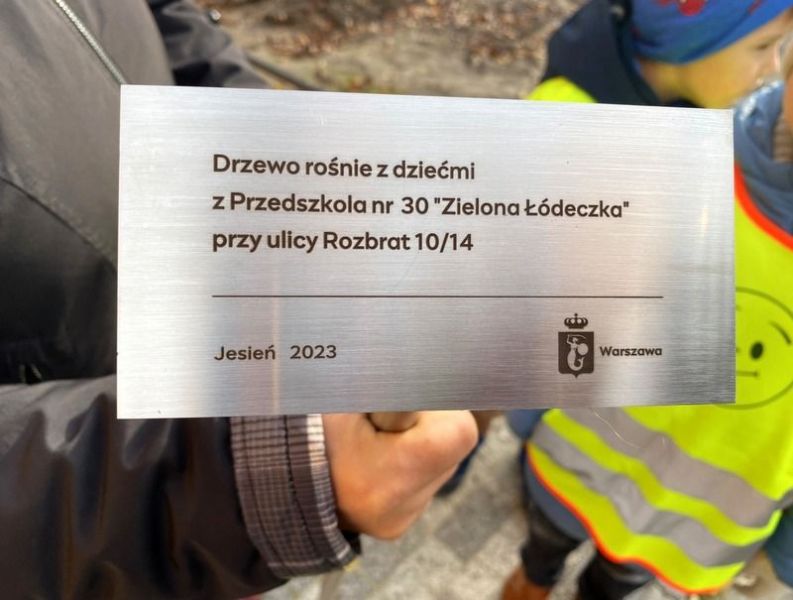 Drzewo rośnie z dziećmi
z Przedszkola nr 30 "Zielona Łódeczka"
przy ulicy Rozbrat 10/14
Jesień 2023
Warszawa